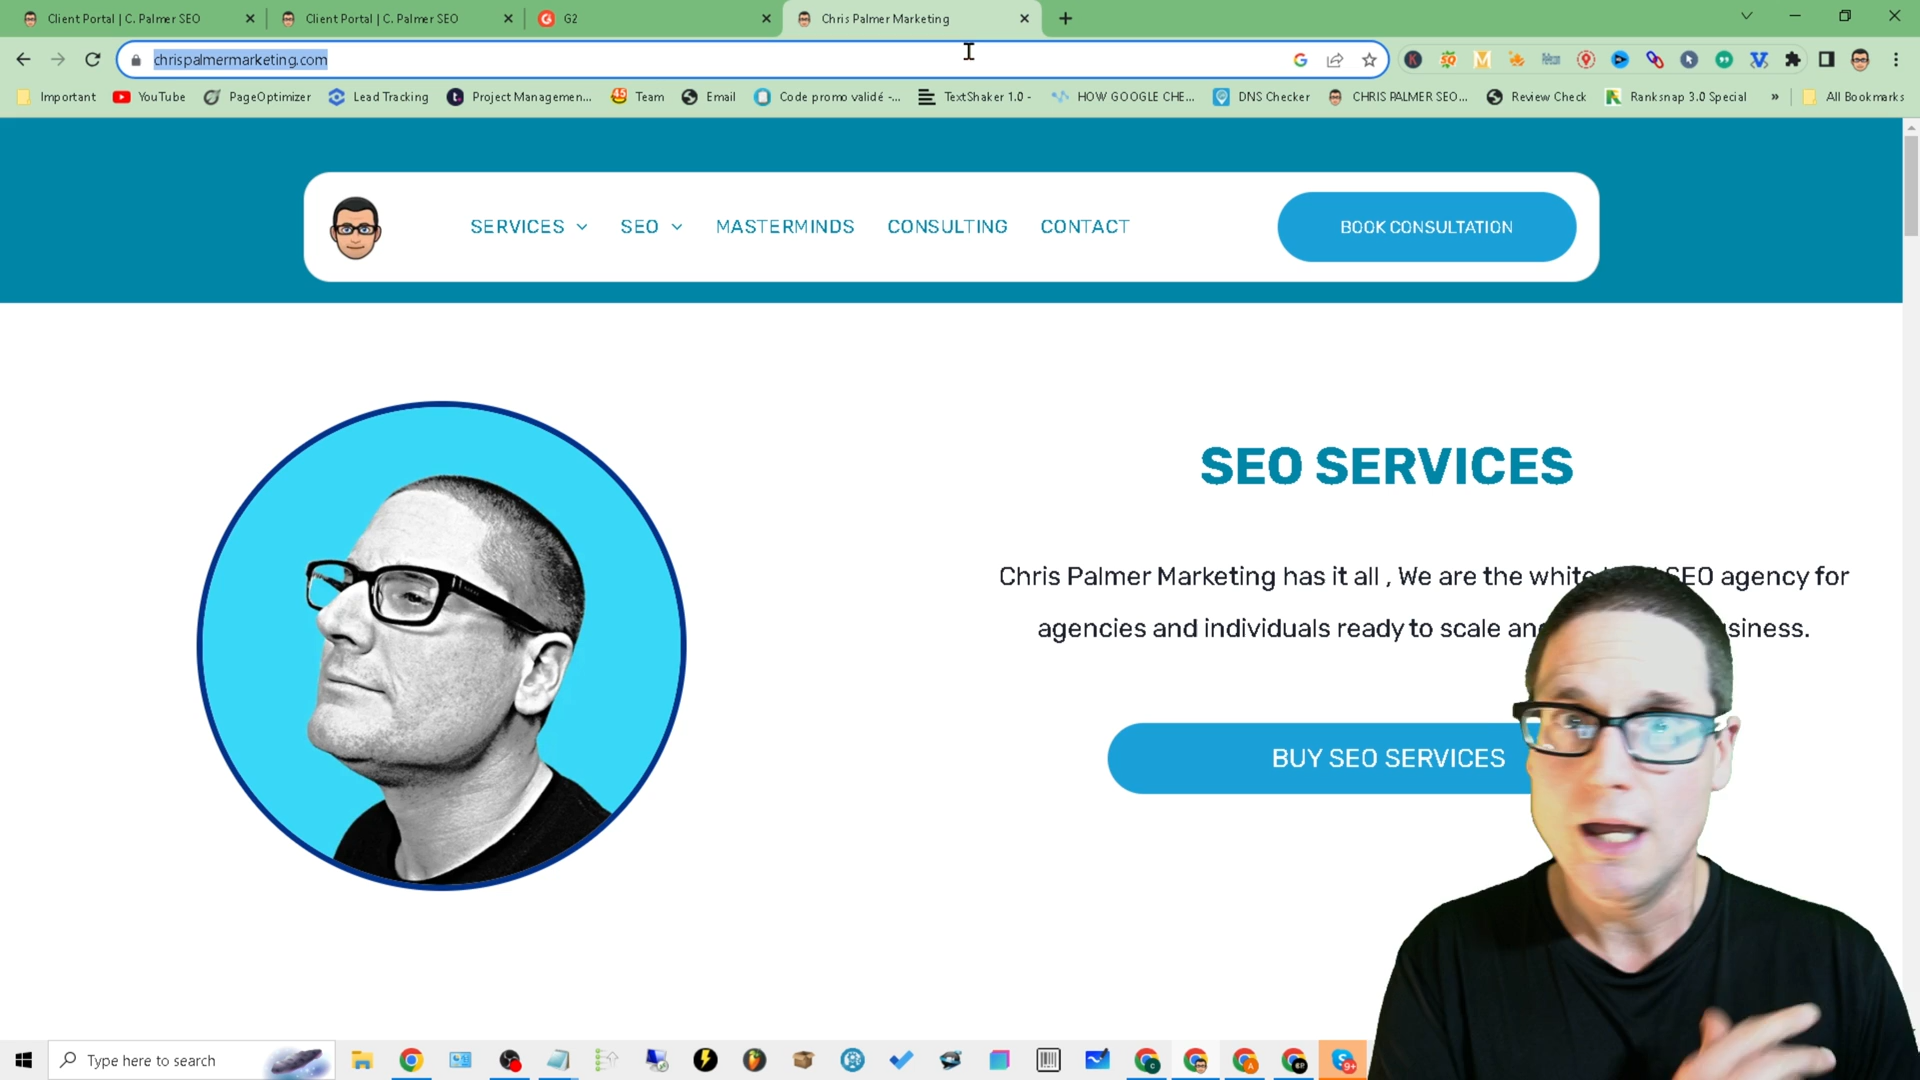 Client Portal | C. Palmer SEO
Client Portal | C. Palmer SEO
G2
Chris Palmer Marketing
chrispalmermarketing.com
Important
YouTube
PageOptimizer
Lead Tracking
Project Managemen...
Team
Email
Code promo validé -...
TextShaker 1.0 -
HOW GOOGLE CHE...
DNS Checker
CHRIS PALMER SEO...
Review Check
Ranksnap 3.0 Special
»
All Bookmarks
SERVICES
SEO
MASTERMINDS
CONSULTING
CONTACT
BOOK CONSULTATION
SEO SERVICES
Chris Palmer Marketing has it all , We are the white SEO agency for
agencies and individuals ready to scale
BUY SEO SERVICES
Type here to search
9+